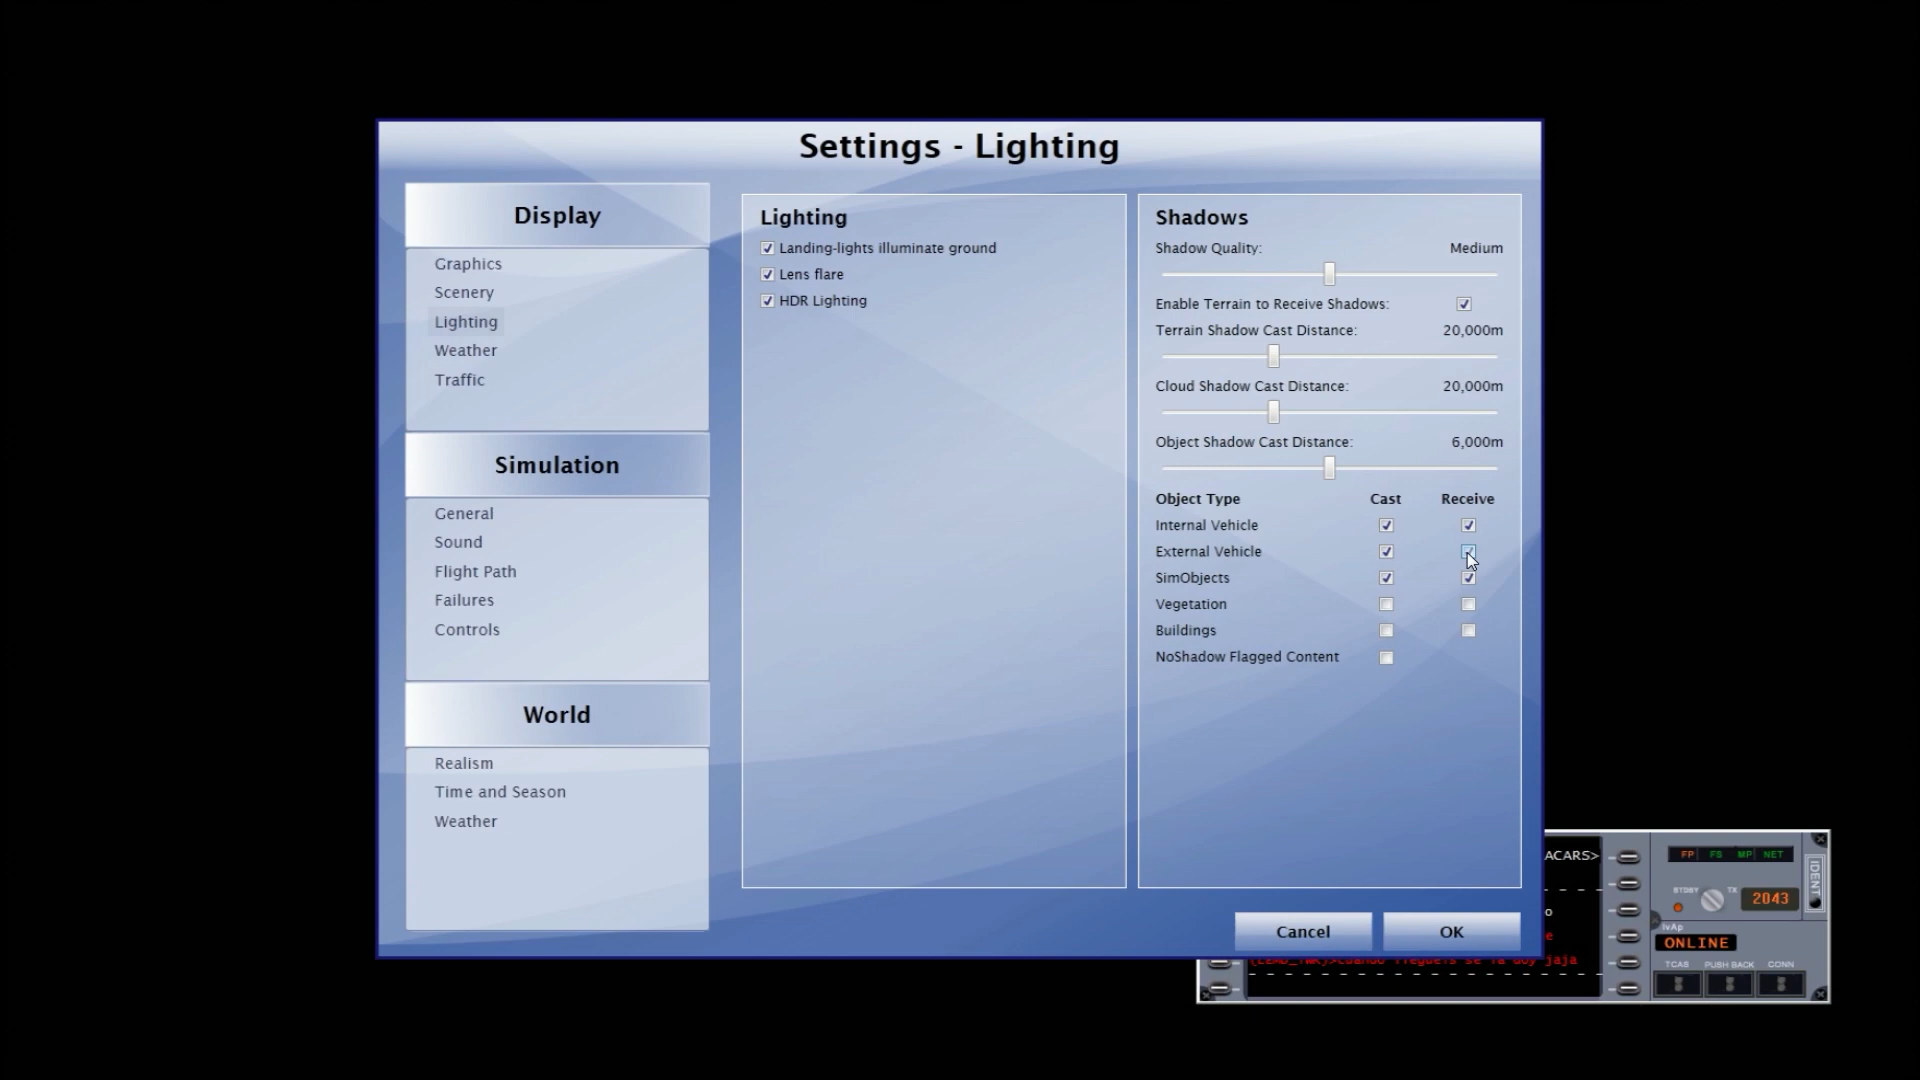 Settings - Lighting
Display
Graphics
Scenery
Lighting
Weather
Traffic
Simulation
General
Sound
Flight Path
Failures
Controls
World
Realism
Time and Season
Weather
Lighting
Landing-lights illuminate ground
Lens flare
HDR Lighting
Shadows
Shadow Quality: Medium
Enable Terrain to Receive Shadows:
Terrain Shadow Cast Distance: 20,000m
Cloud Shadow Cast Distance: 20,000m
Object Shadow Cast Distance: 6,000m
Object Type Cast Receive
Internal Vehicle
External Vehicle
SimObjects
Vegetation
Buildings
NoShadow Flagged Content
Cancel OK
ACARS>
o
e
jaja
FP FS MP NET
IDENT
STDBY TX 2043
IvAp
ONLINE
TCAS PUSH BACK CONN